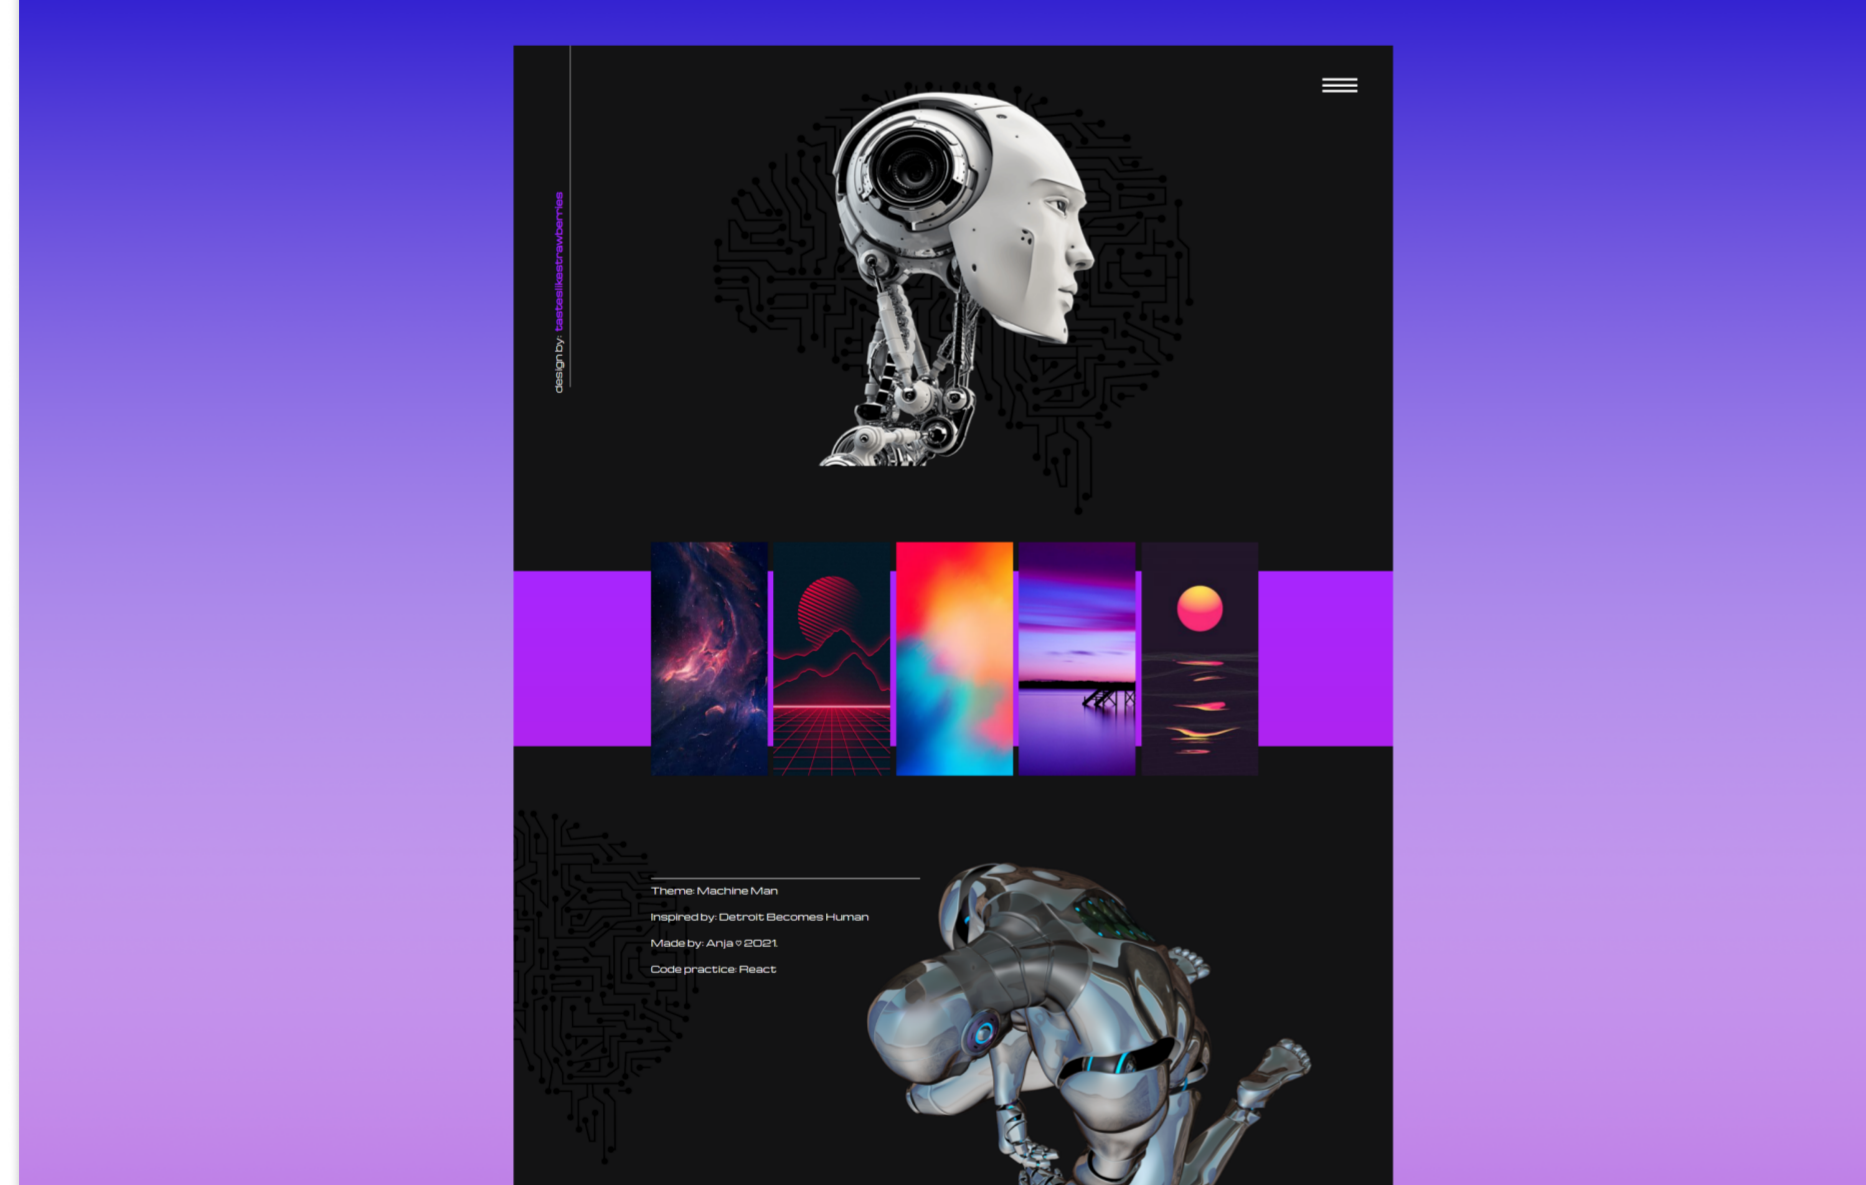 design by: tasteslikestrawberries
Theme: Machine Man
Inspired by: Detroit Becomes Human
Made by: Anja ♡ 2021.
Code practice: React